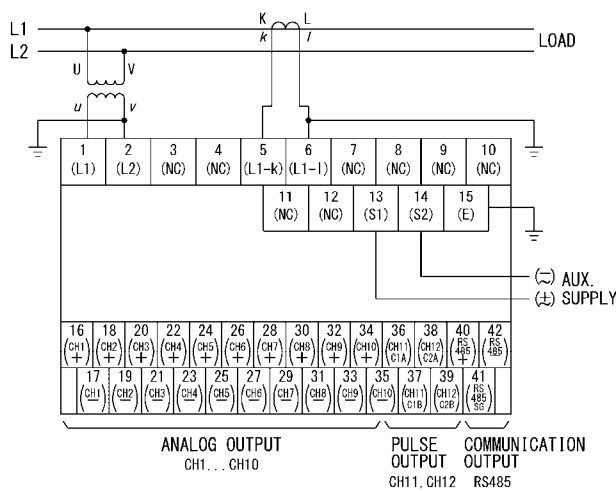 L1 K L
L2 k l LOAD
U V
u v
1 2 3 4 5 6 7 8 9 10
(L1) (L2) (NC) (NC) (L1-k) (L1-l) (NC) (NC) (NC) (NC)
11 12 13 14 15
(NC) (NC) (S1) (S2) (E)
(−~) AUX.
(±~) SUPPLY
16 18 20 22 24 26 28 30 32 34 36 38 40 42
(CH1 +) (CH2 +) (CH3 +) (CH4 +) (CH5 +) (CH6 +) (CH7 +) (CH8 +) (CH9 +) (CH10 +) (CH11 C1A) (CH12 C2A) (RS 485 +) (RS 485 −)
17 19 21 23 25 27 29 31 33 35 37 39 41
(CH1 −) (CH2 −) (CH3 −) (CH4 −) (CH5 −) (CH6 −) (CH7 −) (CH8 −) (CH9 −) (CH10 −) (CH11 C1B) (CH12 C2B) (RS 485 SG)
ANALOG OUTPUT PULSE COMMUNICATION
CH1...CH10 OUTPUT OUTPUT
CH11, CH12 RS485